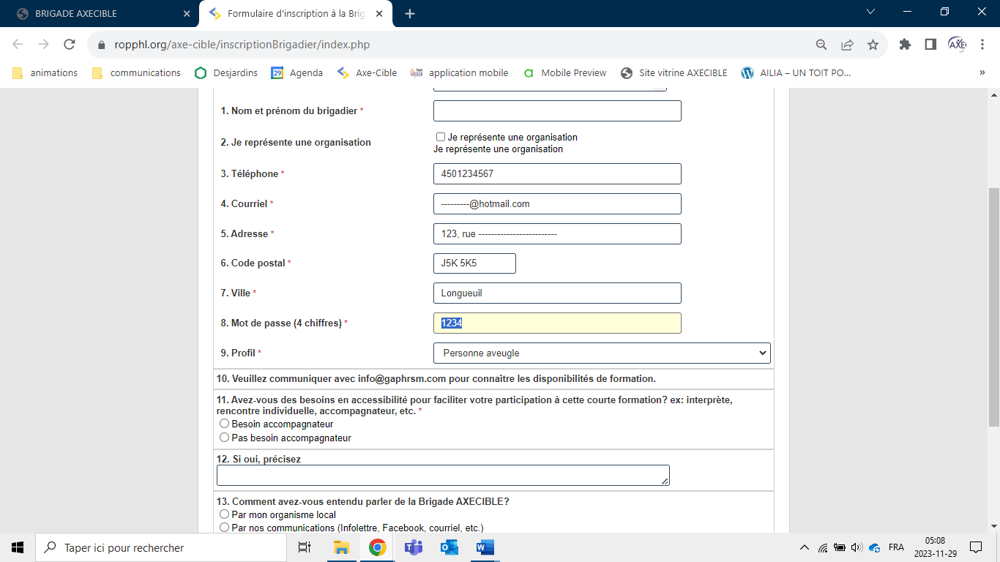 BRIGADE AXECIBLE
Formulaire d'inscription à la Brig
ropphl.org/axe-cible/inscriptionBrigadier/index.php
animations communications Desjardins Agenda Axe-Cible application mobile Mobile Preview Site vitrine AXECIBLE AILIA – UN TOIT PO... »
1. Nom et prénom du brigadier *
2. Je représente une organisation
Je représente une organisation
Je représente une organisation
3. Téléphone * 4501234567
4. Courriel * ---------@hotmail.com
5. Adresse * 123, rue -------------------------
6. Code postal * J5K 5K5
7. Ville * Longueuil
8. Mot de passe (4 chiffres) * 1234
9. Profil * Personne aveugle
10. Veuillez communiquer avec info@gaphrsm.com pour connaître les disponibilités de formation.
11. Avez-vous des besoins en accessibilité pour faciliter votre participation à cette courte formation? ex: interprète,
rencontre individuelle, accompagnateur, etc. *
Besoin accompagnateur
Pas besoin accompagnateur
12. Si oui, précisez
13. Comment avez-vous entendu parler de la Brigade AXECIBLE?
Par mon organisme local
Par nos communications (Infolettre, Facebook, courriel, etc.)
Taper ici pour rechercher
FRA
05:08
2023-11-29